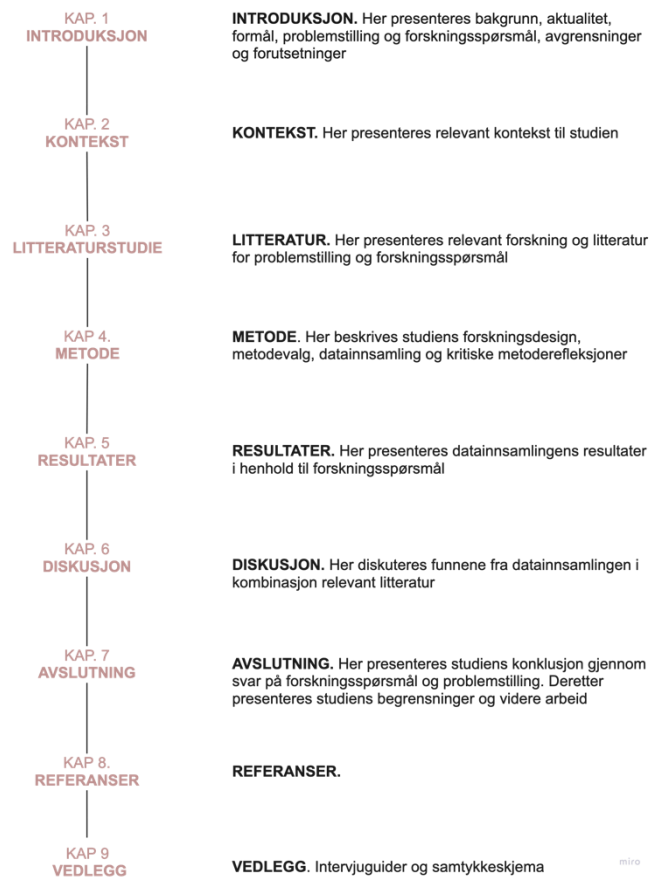 KAP. 1
INTRODUKSJON
INTRODUKSJON. Her presenteres bakgrunn, aktualitet,
formål, problemstilling og forskningsspørsmål, avgrensninger
og forutsetninger
KAP. 2
KONTEKST
KONTEKST. Her presenteres relevant kontekst til studien
KAP. 3
LITTERATURSTUDIE
LITTERATUR. Her presenteres relevant forskning og litteratur
for problemstilling og forskningsspørsmål
KAP 4.
METODE
METODE. Her beskrives studiens forskningsdesign,
metodevalg, datainnsamling og kritiske metoderefleksjoner
KAP. 5
RESULTATER
RESULTATER. Her presenteres datainnsamlingens resultater
i henhold til forskningsspørsmål
KAP. 6
DISKUSJON
DISKUSJON. Her diskuteres funnene fra datainnsamlingen i
kombinasjon relevant litteratur
KAP. 7
AVSLUTNING
AVSLUTNING. Her presenteres studiens konklusjon gjennom
svar på forskningsspørsmål og problemstilling. Deretter
presenteres studiens begrensninger og videre arbeid
KAP 8.
REFERANSER
REFERANSER.
KAP 9
VEDLEGG
VEDLEGG. Intervjuguider og samtykkeskjema
miro